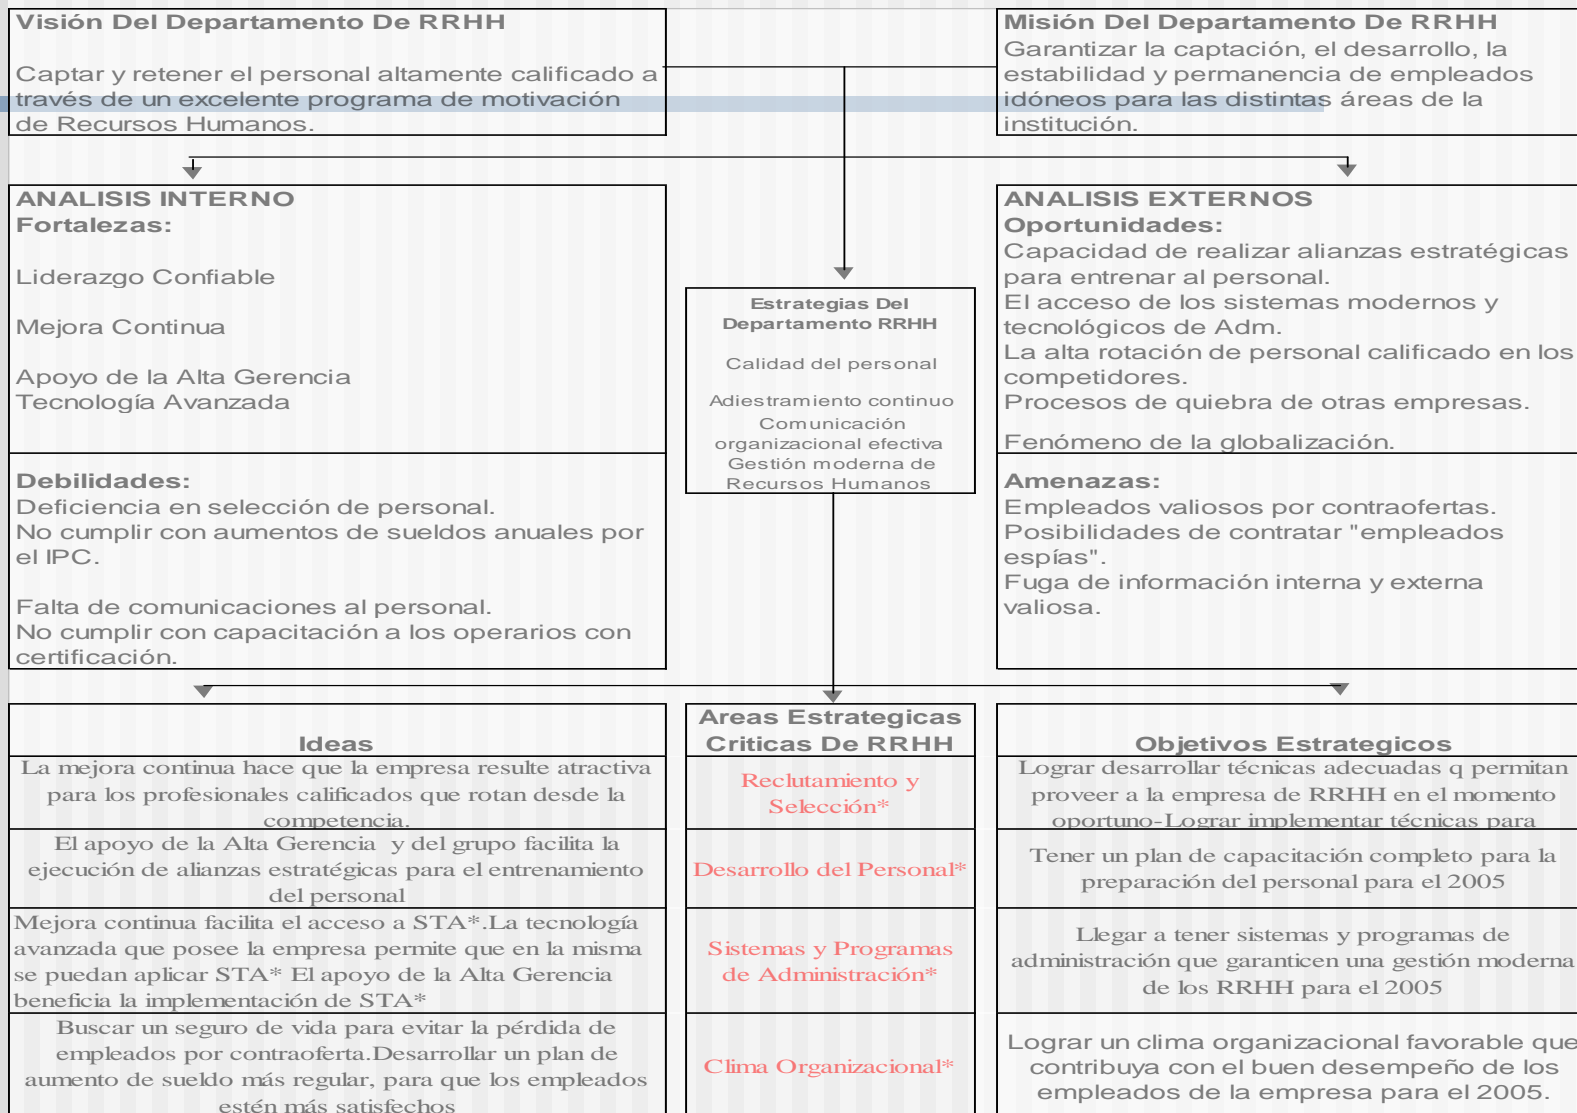 Visión Del Departamento De RRHH
Captar y retener el personal altamente calificado a
través de un excelente programa de motivación
de Recursos Humanos.
Misión Del Departamento De RRHH
Garantizar la captación, el desarrollo, la
estabilidad y permanencia de empleados
idóneos para las distintas áreas de la
institución.
ANALISIS INTERNO
Fortalezas:
Liderazgo Confiable
Mejora Continua
Apoyo de la Alta Gerencia
Tecnología Avanzada
Debilidades:
Deficiencia en selección de personal.
No cumplir con aumentos de sueldos anuales por
el IPC.
Falta de comunicaciones al personal.
No cumplir con capacitación a los operarios con
certificación.
Estrategias Del
Departamento RRHH
Calidad del personal
Adiestramiento continuo
Comunicación
organizacional efectiva
Gestión moderna de
Recursos Humanos
ANALISIS EXTERNOS
Oportunidades:
Capacidad de realizar alianzas estratégicas
para entrenar al personal.
El acceso de los sistemas modernos y
tecnológicos de Adm.
La alta rotación de personal calificado en los
competidores.
Procesos de quiebra de otras empresas.
Fenómeno de la globalización.
Amenazas:
Empleados valiosos por contraofertas.
Posibilidades de contratar "empleados
espías".
Fuga de información interna y externa
valiosa.
Ideas
Areas Estrategicas
Criticas De RRHH
Objetivos Estrategicos
La mejora continua hace que la empresa resulte atractiva
para los profesionales calificados que rotan desde la
competencia.
Reclutamiento y
Selección*
Lograr desarrollar técnicas adecuadas q permitan
proveer a la empresa de RRHH en el momento
oportuno-Lograr implementar técnicas para
El apoyo de la Alta Gerencia y del grupo facilita la
ejecución de alianzas estratégicas para el entrenamiento
del personal
Desarrollo del Personal*
Tener un plan de capacitación completo para la
preparación del personal para el 2005
Mejora continua facilita el acceso a STA*.La tecnología
avanzada que posee la empresa permite que en la misma
se puedan aplicar STA* El apoyo de la Alta Gerencia
beneficia la implementación de STA*
Sistemas y Programas
de Administración*
Llegar a tener sistemas y programas de
administración que garanticen una gestión moderna
de los RRHH para el 2005
Buscar un seguro de vida para evitar la pérdida de
empleados por contraoferta.Desarrollar un plan de
aumento de sueldo más regular, para que los empleados
estén más satisfechos
Clima Organizacional*
Lograr un clima organizacional favorable que
contribuya con el buen desempeño de los
empleados de la empresa para el 2005.